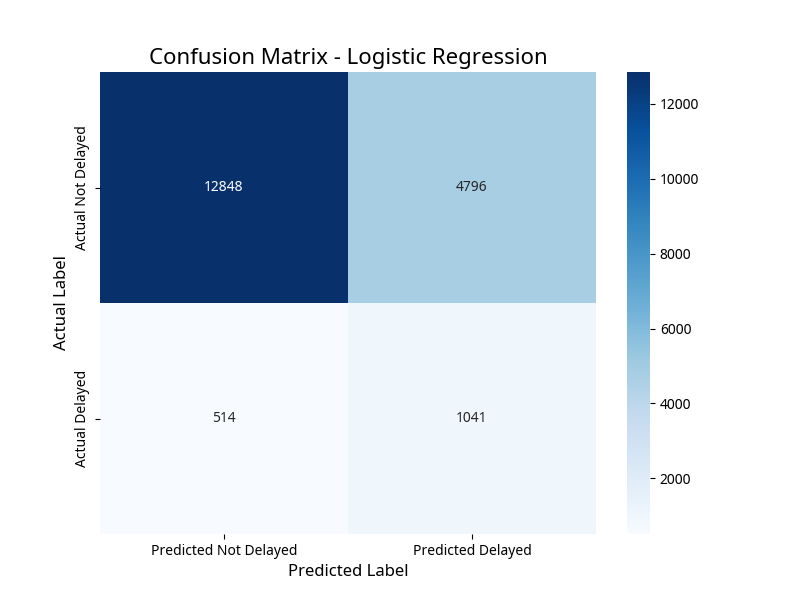 Confusion Matrix - Logistic Regression
Actual Label
Actual Not Delayed
Actual Delayed
12848
4796
514
1041
Predicted Not Delayed
Predicted Delayed
Predicted Label
12000
10000
8000
6000
4000
2000